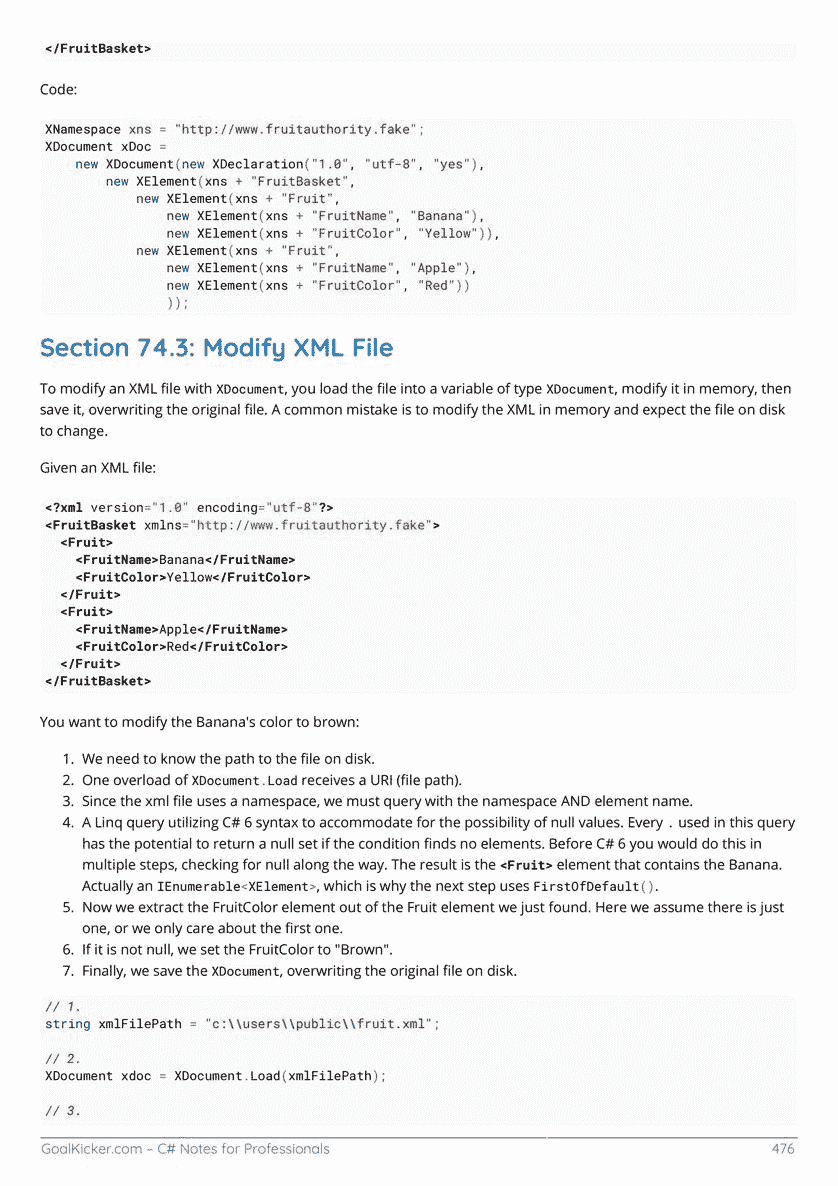 </FruitBasket>
Code:
XNamespace xns = "http://www.fruitauthority.fake";
XDocument xDoc =
    new XDocument(new XDeclaration("1.0", "utf-8", "yes"),
        new XElement(xns + "FruitBasket",
            new XElement(xns + "Fruit",
                new XElement(xns + "FruitName", "Banana"),
                new XElement(xns + "FruitColor", "Yellow")),
            new XElement(xns + "Fruit",
                new XElement(xns + "FruitName", "Apple"),
                new XElement(xns + "FruitColor", "Red"))
                ));
Section 74.3: Modify XML File
To modify an XML file with XDocument, you load the file into a variable of type XDocument, modify it in memory, then
save it, overwriting the original file. A common mistake is to modify the XML in memory and expect the file on disk
to change.
Given an XML file:
<?xml version="1.0" encoding="utf-8"?>
<FruitBasket xmlns="http://www.fruitauthority.fake">
  <Fruit>
    <FruitName>Banana</FruitName>
    <FruitColor>Yellow</FruitColor>
  </Fruit>
  <Fruit>
    <FruitName>Apple</FruitName>
    <FruitColor>Red</FruitColor>
  </Fruit>
</FruitBasket>
You want to modify the Banana's color to brown:
1. We need to know the path to the file on disk.
2. One overload of XDocument.Load receives a URI (file path).
3. Since the xml file uses a namespace, we must query with the namespace AND element name.
4. A Linq query utilizing C# 6 syntax to accommodate for the possibility of null values. Every . used in this query
has the potential to return a null set if the condition finds no elements. Before C# 6 you would do this in
multiple steps, checking for null along the way. The result is the <Fruit> element that contains the Banana.
Actually an IEnumerable<XElement>, which is why the next step uses FirstOfDefault().
5. Now we extract the FruitColor element out of the Fruit element we just found. Here we assume there is just
one, or we only care about the first one.
6. If it is not null, we set the FruitColor to "Brown".
7. Finally, we save the XDocument, overwriting the original file on disk.
// 1.
string xmlFilePath = "c:\\users\\public\\fruit.xml";
// 2.
XDocument xdoc = XDocument.Load(xmlFilePath);
// 3.
GoalKicker.com – C# Notes for Professionals
476